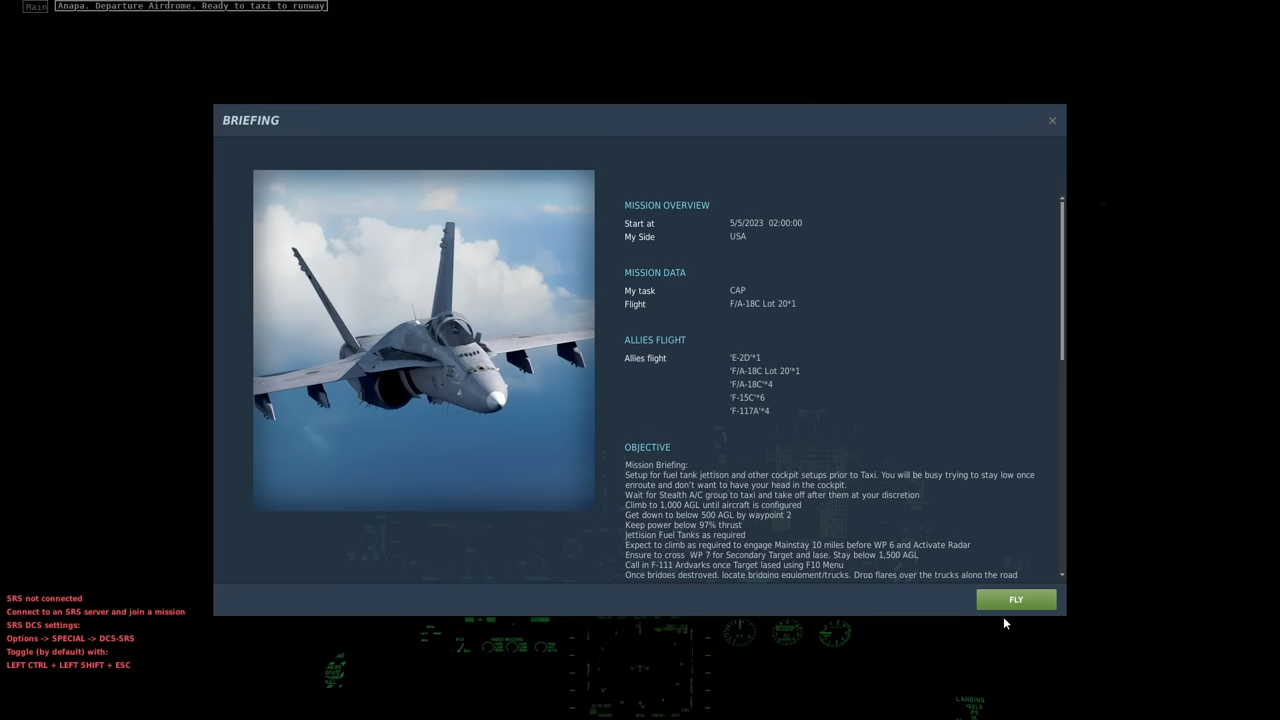 Main Anapa. Departure Airdrome. Ready to taxi to runway
BRIEFING
MISSION OVERVIEW
Start at 5/5/2023 02:00:00
My Side USA
MISSION DATA
My task CAP
Flight F/A-18C Lot 20*1
ALLIES FLIGHT
Allies flight 'E-2D'*1
'F/A-18C Lot 20'*1
'F/A-18C'*4
'F-15C'*6
'F-117A'*4
OBJECTIVE
Mission Briefing:
Setup for fuel tank jettison and other cockpit setups prior to Taxi. You will be busy trying to stay low once
enroute and don't want to have your head in the cockpit.
Wait for Stealth A/C group to taxi and take off after them at your discretion
Climb to 1,000 AGL until aircraft is configured
Get down to below 500 AGL by waypoint 2
Keep power below 97% thrust
Jettision Fuel Tanks as required
Expect to climb as required to engage Mainstay 10 miles before WP 6 and Activate Radar
Ensure to cross WP 7 for Secondary Target and lase. Stay below 1,500 AGL
Call in F-111 Ardvarks once Target lased using F10 Menu
Once bridges destroyed, locate bridging equipment/trucks. Drop flares over the trucks along the road
FLY
SRS not connected
Connect to an SRS server and join a mission
SRS DCS settings:
Options -> SPECIAL -> DCS-SRS
Toggle (by default) with:
LEFT CTRL + LEFT SHIFT + ESC
LANDING